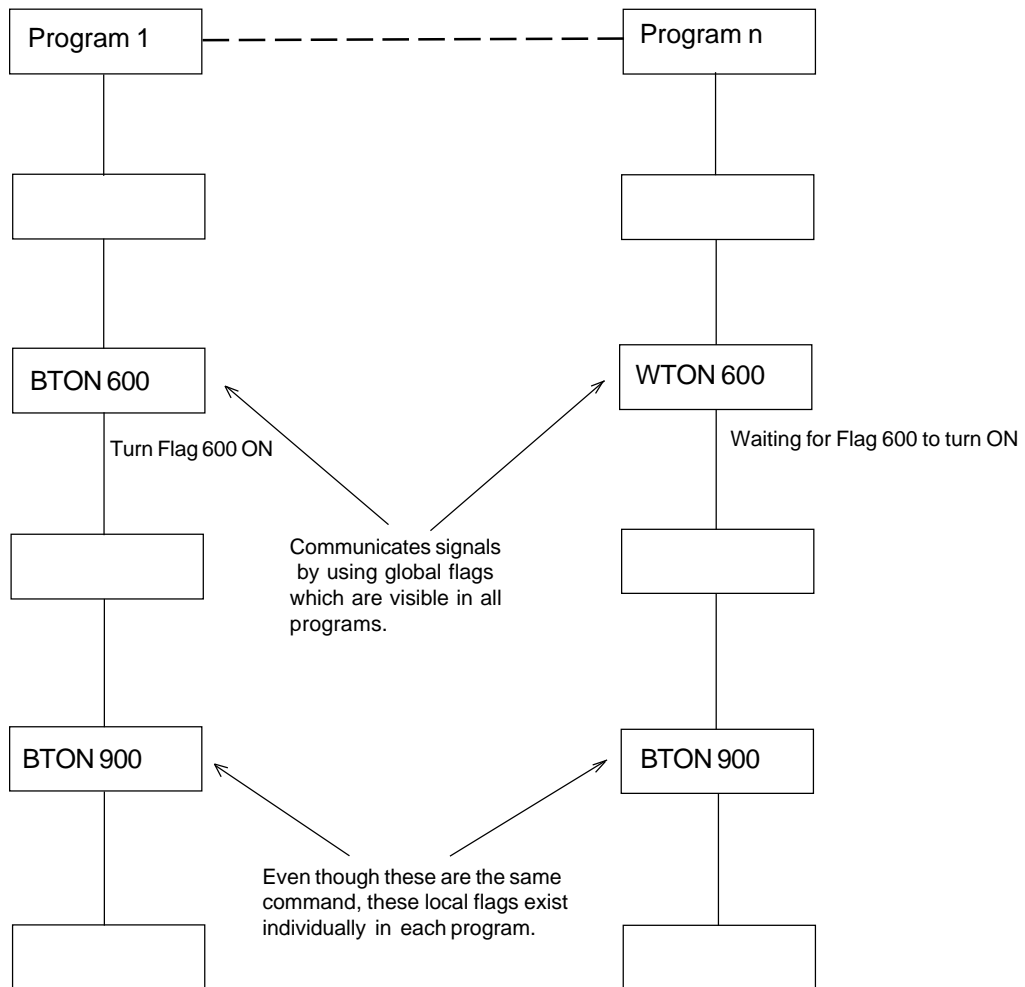 Program 1
Program n
BTON 600
WTON 600
Turn Flag 600 ON
Waiting for Flag 600 to turn ON
Communicates signals
by using global flags
which are visible in all
programs.
BTON 900
BTON 900
Even though these are the same
command, these local flags exist
individually in each program.